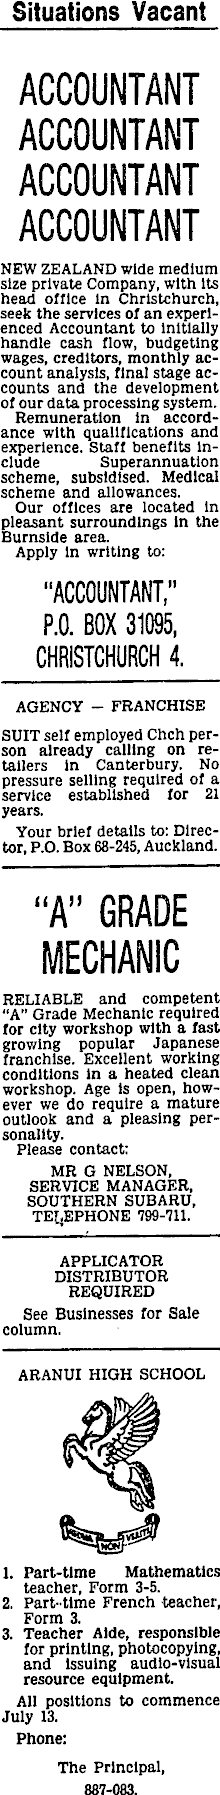 Situations Vacant
ACCOUNTANT
ACCOUNTANT
ACCOUNTANT
ACCOUNTANT
NEW ZEALAND wide medium
size private Company, with its
head office in Christchurch,
seek the services of an experi-
enced Accountant to initially
handle cash flow, budgeting
wages, creditors, monthly ac-
count analysis, final stage ac-
counts and the development
of our data processing system.
Remuneration in accord-
ance with qualifications and
experience. Staff benefits in-
clude Superannuation
scheme, subsidised. Medical
scheme and allowances.
Our offices are located in
pleasant surroundings in the
Burnside area.
Apply in writing to:
"ACCOUNTANT,"
P.O. BOX 31095,
CHRISTCHURCH 4.
AGENCY — FRANCHISE
SUIT self employed Chch per-
son already calling on re-
tailers in Canterbury. No
pressure selling required of a
service established for 21
years.
Your brief details to: Direc-
tor, P.O. Box 68-245, Auckland.
"A" GRADE
MECHANIC
RELIABLE and competent
"A" Grade Mechanic required
for city workshop with a fast
growing popular Japanese
franchise. Excellent working
conditions in a heated clean
workshop. Age is open, how-
ever we do require a mature
outlook and a pleasing per-
sonality.
Please contact:
MR G NELSON,
SERVICE MANAGER,
SOUTHERN SUBARU,
TELEPHONE 799-711.
APPLICATOR
DISTRIBUTOR
REQUIRED
See Businesses for Sale
column.
ARANUI HIGH SCHOOL
NON
1. Part-time Mathematics
teacher, Form 3-5.
2. Part-time French teacher,
Form 3.
3. Teacher Aide, responsible
for printing, photocopying,
and issuing audio-visual
resource equipment.
All positions to commence
July 13.
Phone:
The Principal,
887-083.